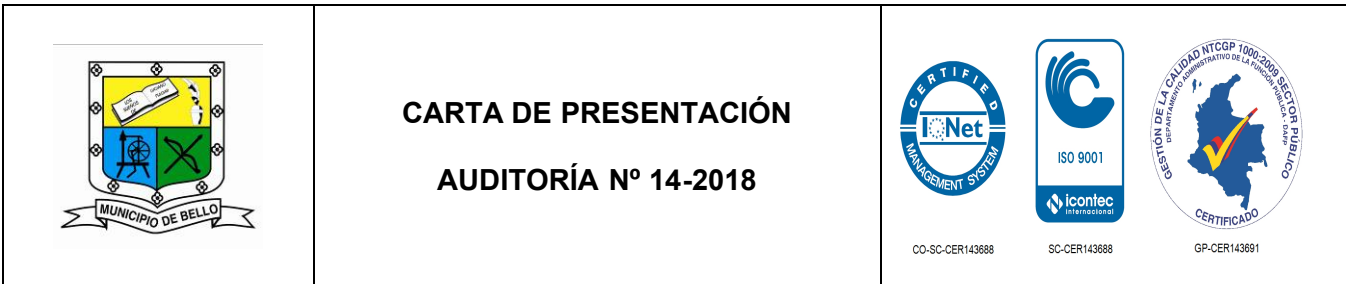 MUNICIPIO DE BELLO
CARTA DE PRESENTACIÓN
AUDITORÍA Nº 14-2018
CERTIFIED
IQNet
MANAGEMENT SYSTEM
CO-SC-CER143688
ISO 9001
icontec
internacional
SC-CER143688
GESTIÓN DE LA CALIDAD NTCGP 1000:2009 SECTOR PÚBLICO
DEPARTAMENTO ADMINISTRATIVO DE LA FUNCIÓN PÚBLICA - DAFP
CERTIFICADO
GP-CER143691